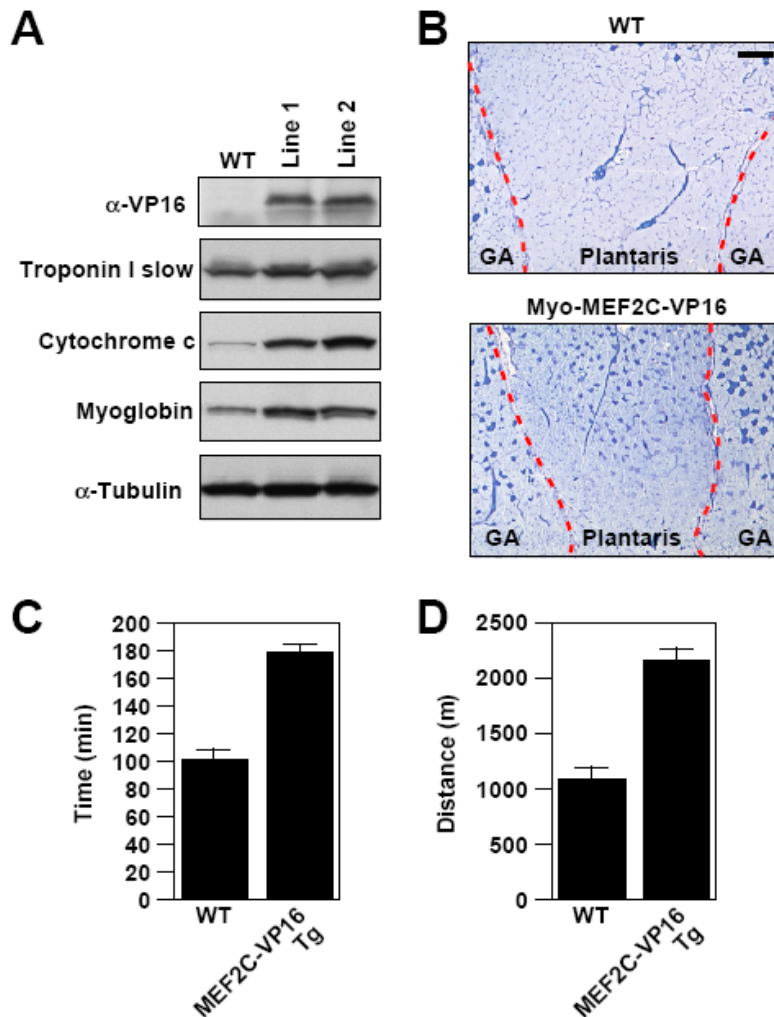 A
WT
Line 1
Line 2
α-VP16
Troponin I slow
Cytochrome c
Myoglobin
α-Tubulin
B
WT
GA Plantaris GA
Myo-MEF2C-VP16
GA Plantaris GA
C
Time (min)
200
180
160
140
120
100
80
60
40
20
0
WT
MEF2C-VP16
Tg
D
Distance (m)
2500
2000
1500
1000
500
0
WT
MEF2C-VP16
Tg